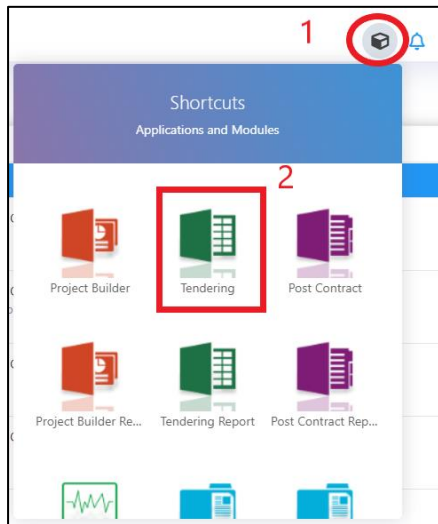 1
Shortcuts
Applications and Modules
2
Project Builder
Tendering
Post Contract
Project Builder Re...
Tendering Report
Post Contract Rep...